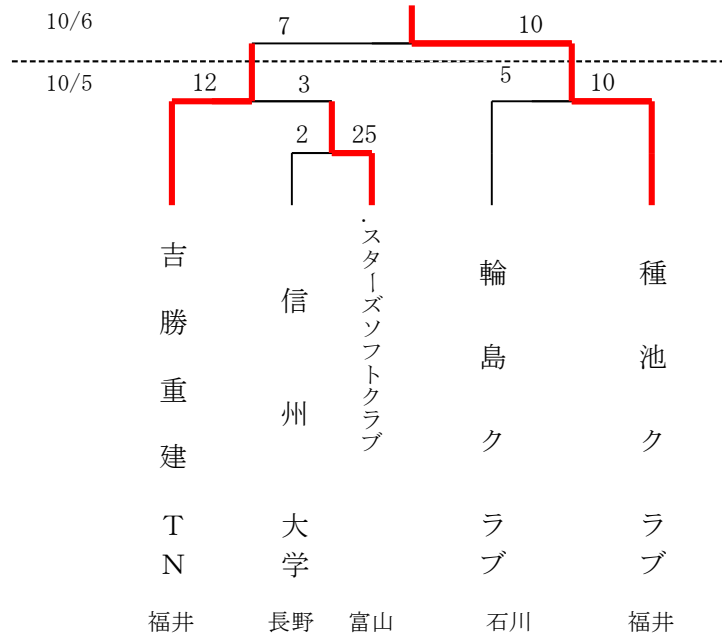 10/6
7
10
10/5
12
3
5
10
2
25
吉勝重建TN
信州大学
.スターズソフトクラブ
輪島クラブ
種池クラブ
福井
長野
富山
石川
福井